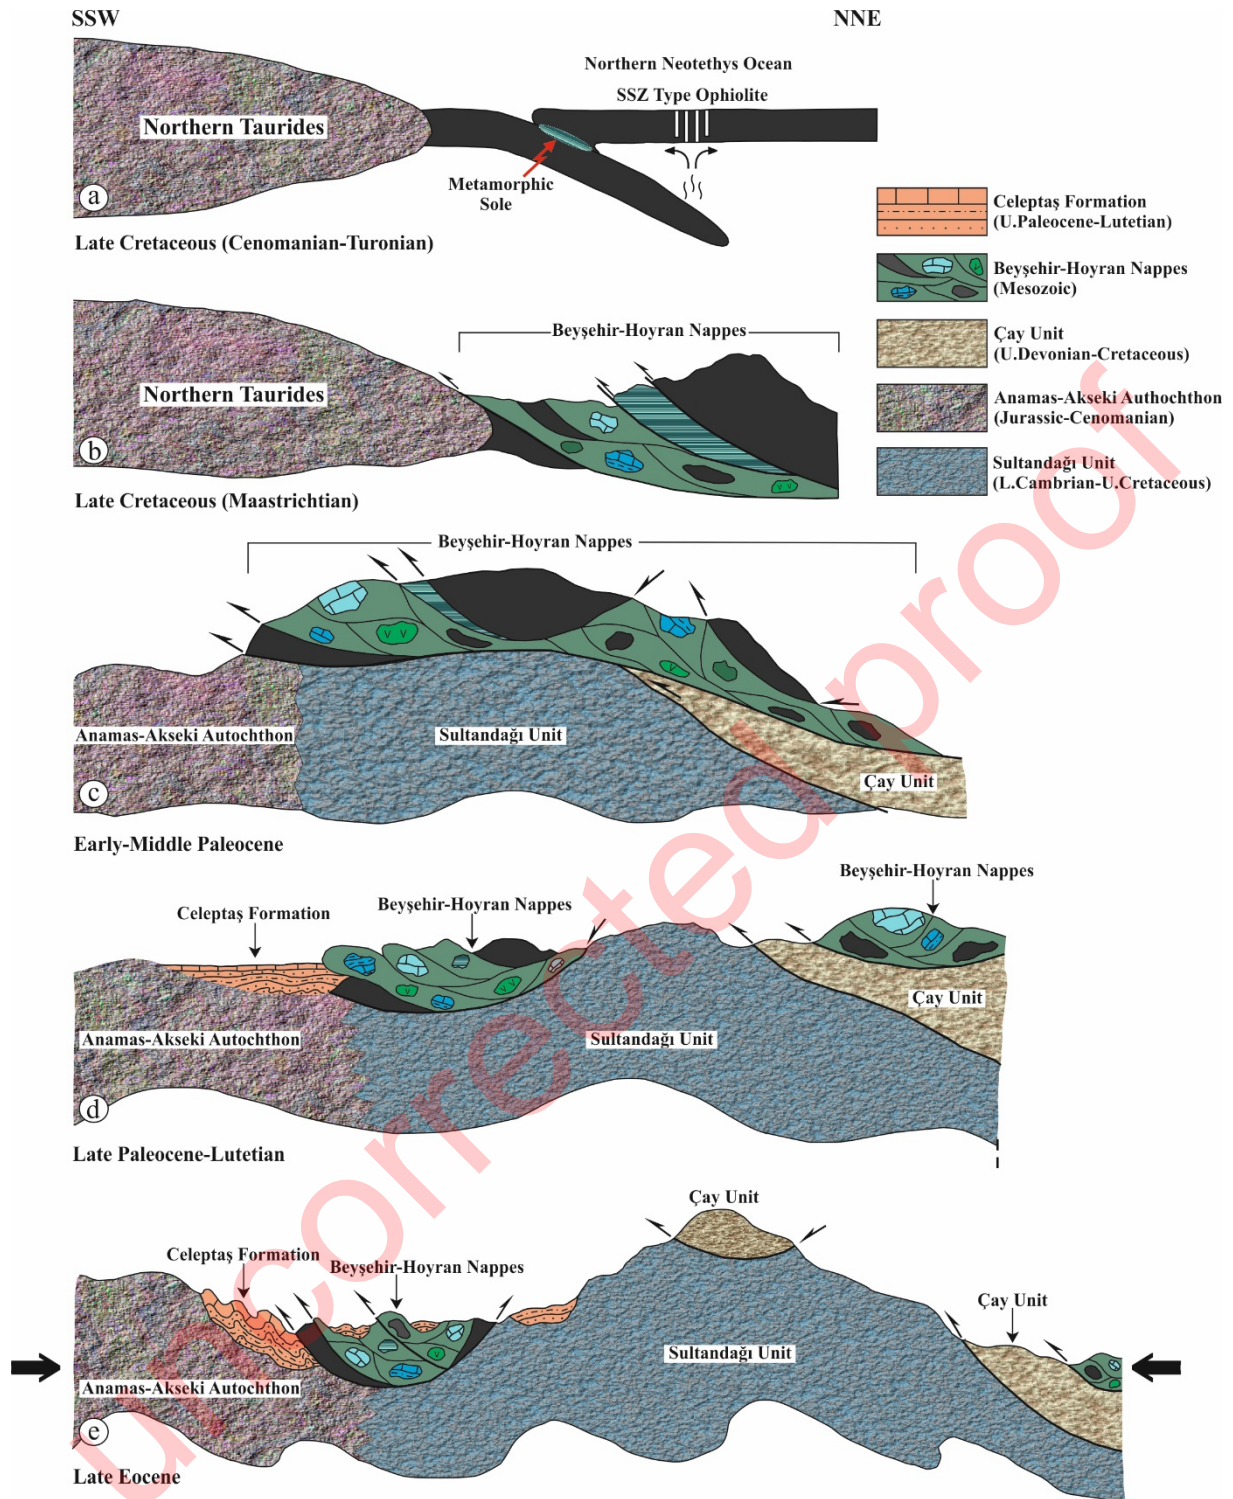 SSW
NNE
Northern Neotethys Ocean
SSZ Type Ophiolite
Northern Taurides
Metamorphic
Sole
a
Late Cretaceous (Cenomanian-Turonian)
Celeptaş Formation
(U.Paleocene-Lutetian)
Beyşehir-Hoyran Nappes
(Mesozoic)
Çay Unit
(U.Devonian-Cretaceous)
Anamas-Akseki Authochthon
(Jurassic-Cenomanian)
Sultandağı Unit
(L.Cambrian-U.Cretaceous)
Beyşehir-Hoyran Nappes
Northern Taurides
b
Late Cretaceous (Maastrichtian)
Beyşehir-Hoyran Nappes
Anamas-Akseki Autochthon
Sultandağı Unit
Çay Unit
c
Early-Middle Paleocene
Celeptaş Formation
Beyşehir-Hoyran Nappes
Beyşehir-Hoyran Nappes
Çay Unit
Anamas-Akseki Autochthon
Sultandağı Unit
d
Late Paleocene-Lutetian
Çay Unit
Celeptaş Formation
Beyşehir-Hoyran Nappes
Çay Unit
Sultandağı Unit
Anamas-Akseki Autochthon
e
Late Eocene
uncorrected proof